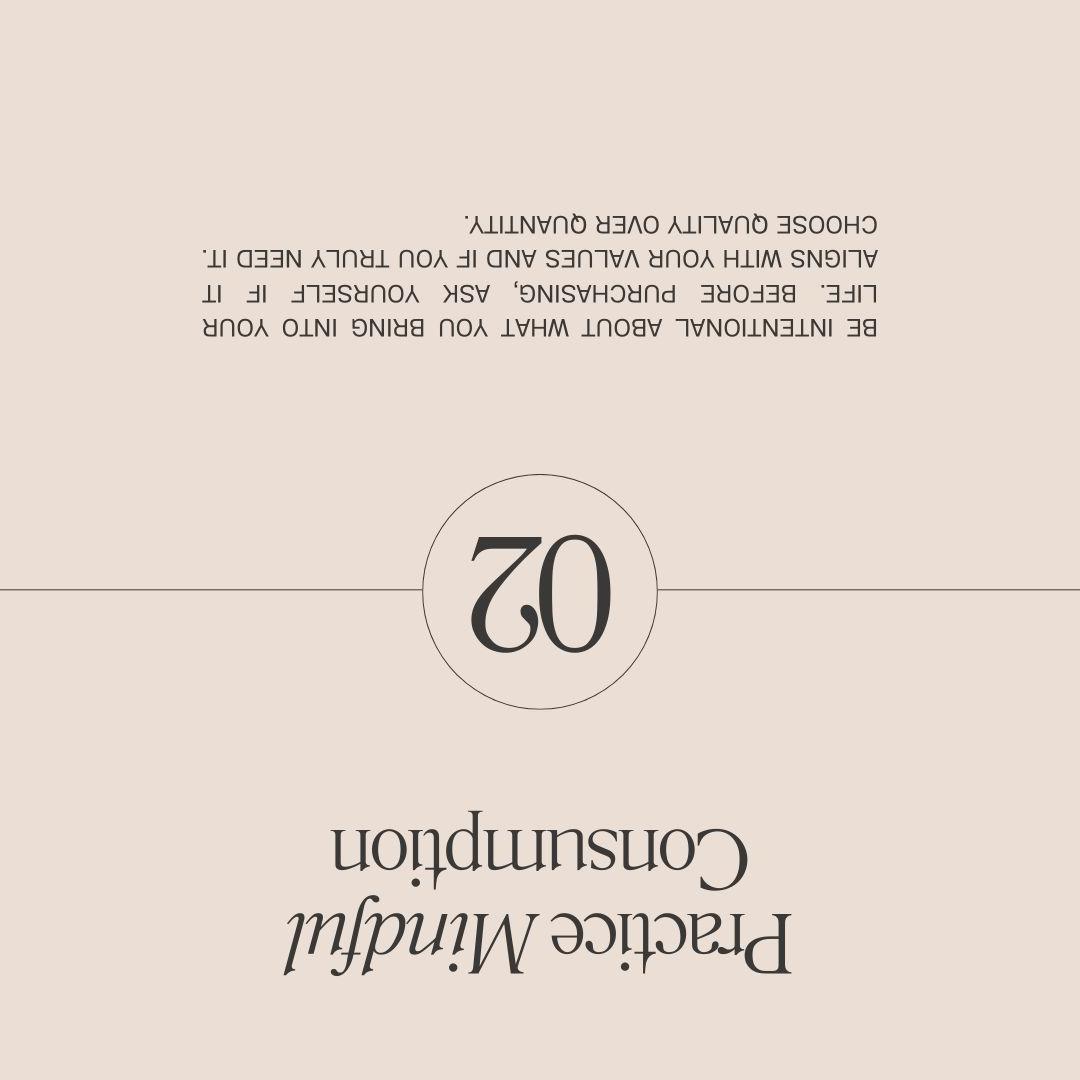 Practice Mindful
Consumption
02
BE INTENTIONAL ABOUT WHAT YOU BRING INTO YOUR
LIFE. BEFORE PURCHASING, ASK YOURSELF IF IT
ALIGNS WITH YOUR VALUES AND IF YOU TRULY NEED IT.
CHOOSE QUALITY OVER QUANTITY.